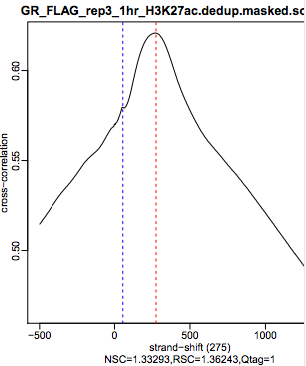 GR_FLAG_rep3_1hr_H3K27ac.dedup.masked.sc
cross-correlation
0.60
0.55
0.50
-500
0
500
1000
strand-shift (275)
NSC=1.33293,RSC=1.36243,Qtag=1